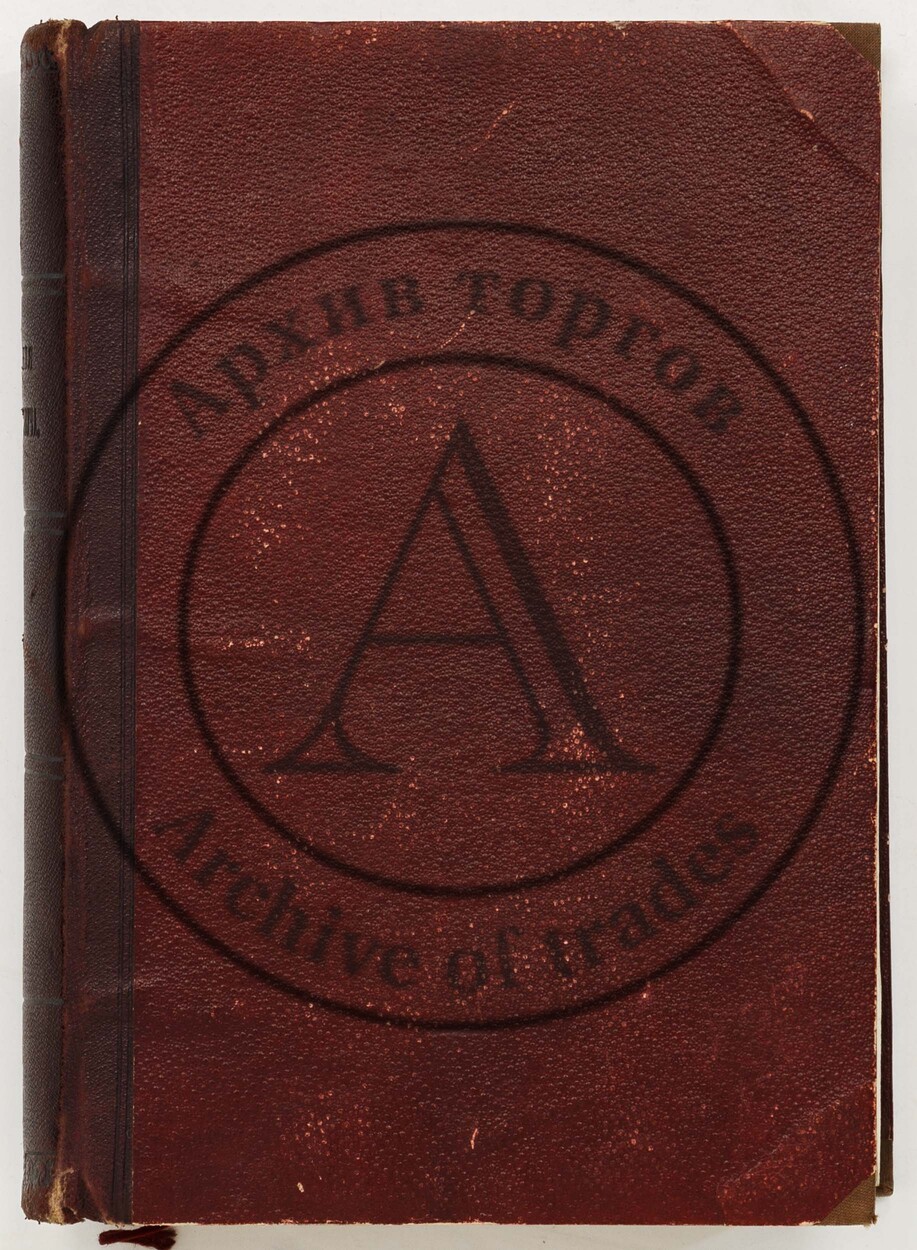 Архив торгов
А
Archive of trades